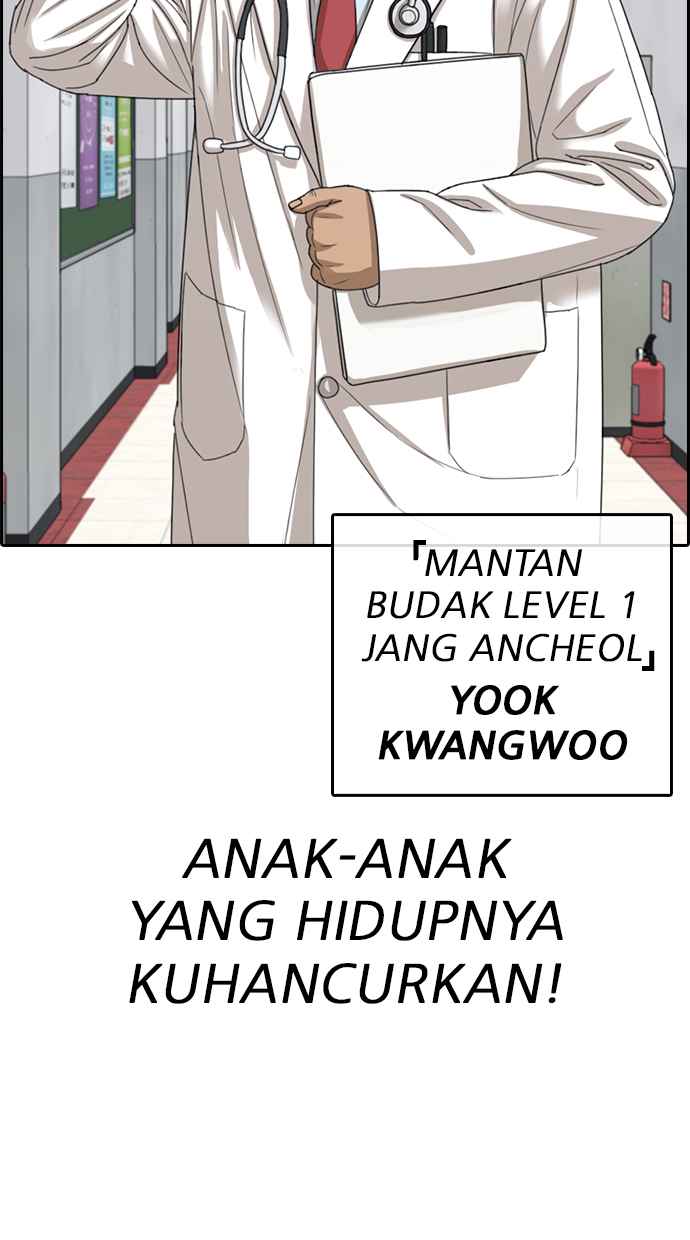 「MANTAN
BUDAK LEVEL 1
JANG ANCHEOL」
YOOK
KWANGWOO
ANAK-ANAK
YANG HIDUPNYA
KUHANCURKAN!